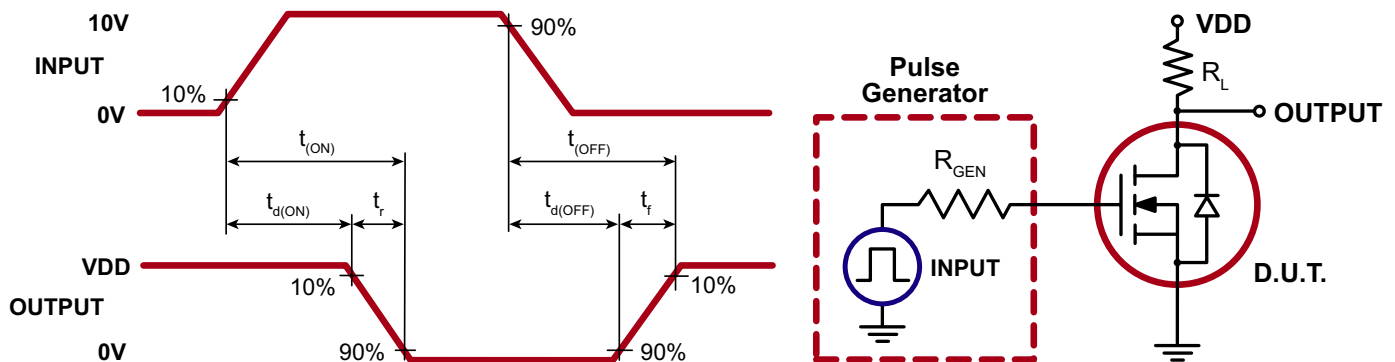 10V
INPUT
0V
10%
90%
t(ON)
t(OFF)
td(ON)
tr
td(OFF)
tf
VDD
OUTPUT
0V
10%
90%
90%
10%
Pulse
Generator
RGEN
INPUT
VDD
RL
OUTPUT
D.U.T.